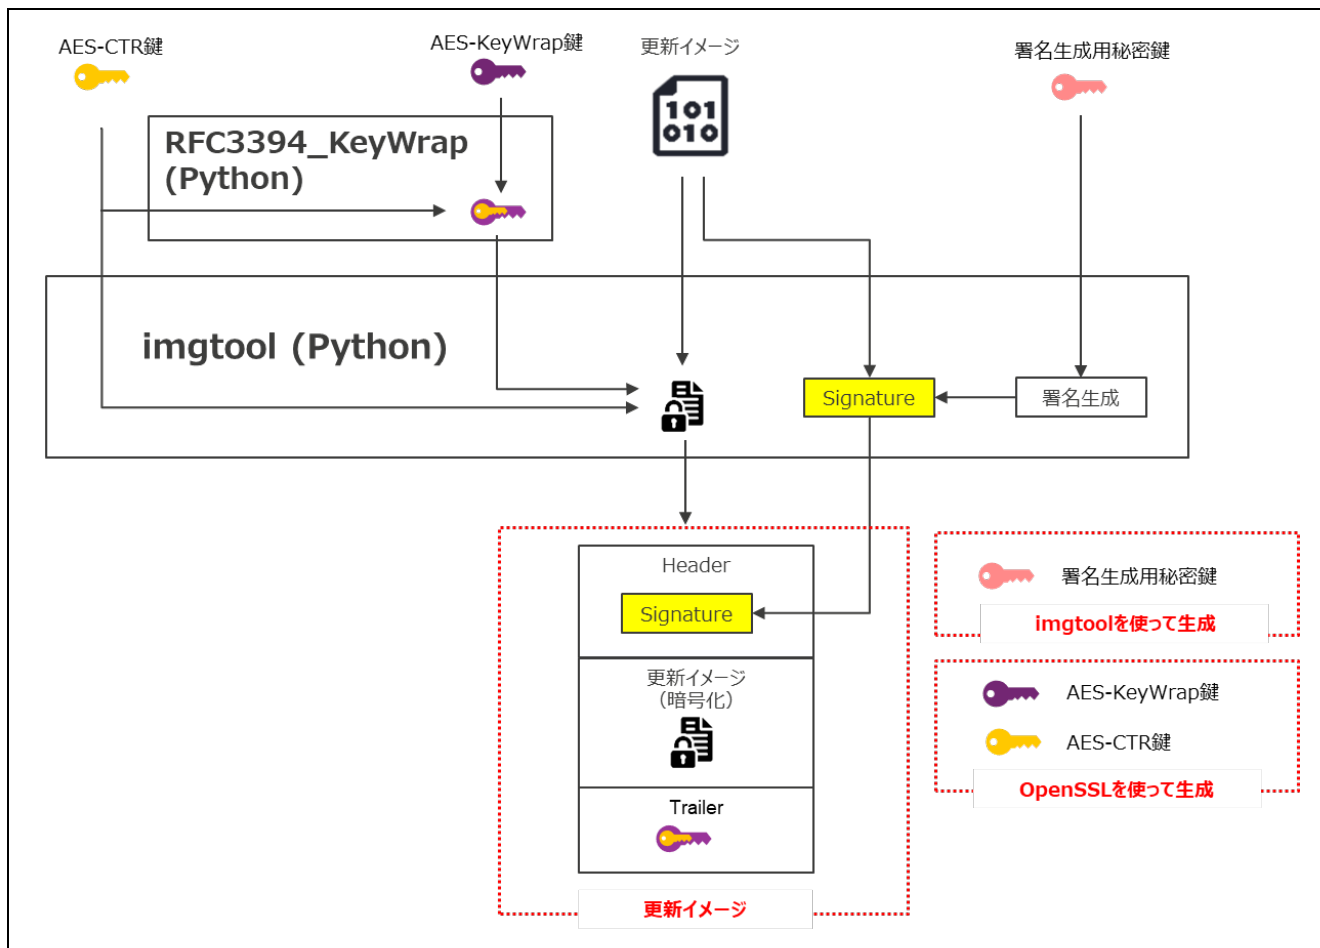 AES-CTR鍵
AES-KeyWrap鍵
更新イメージ
署名生成用秘密鍵
101
010
RFC3394_KeyWrap
(Python)
imgtool (Python)
Signature
署名生成
Header
Signature
更新イメージ
（暗号化）
Trailer
更新イメージ
署名生成用秘密鍵
imgtoolを使って生成
AES-KeyWrap鍵
AES-CTR鍵
OpenSSLを使って生成